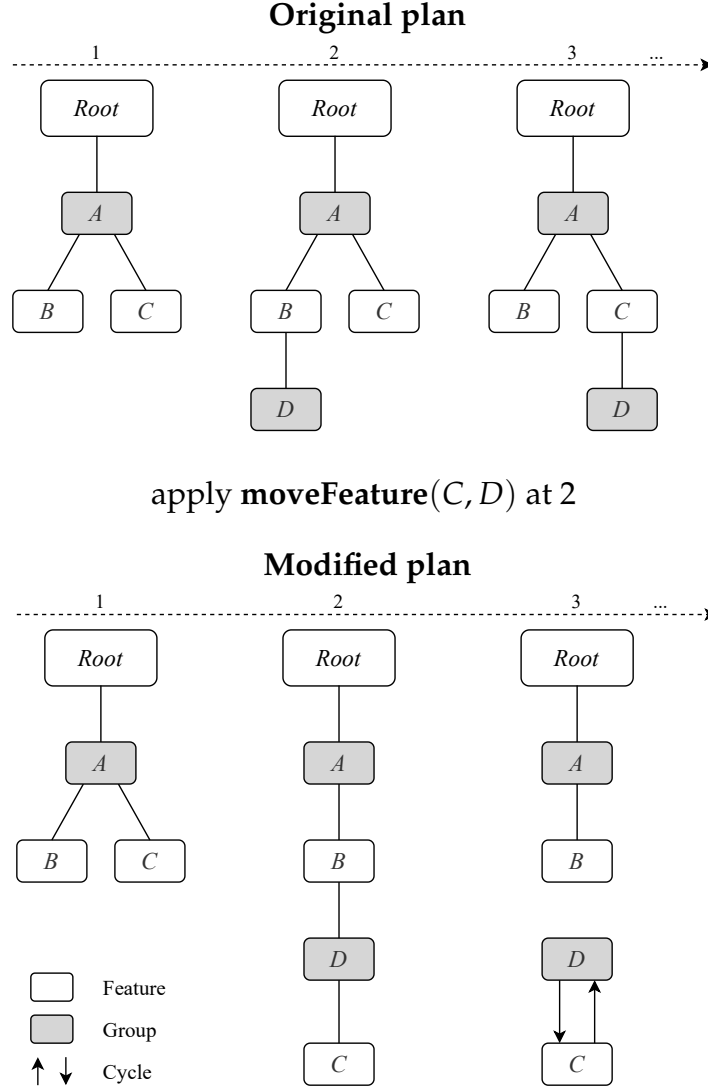 Original plan
1 2 3 ...
Root Root Root
A A A
B C B C B C
D D
apply moveFeature(C, D) at 2
Modified plan
1 2 3 ...
Root Root Root
A A A
B C B B
D D
Feature
Group
C C
Cycle